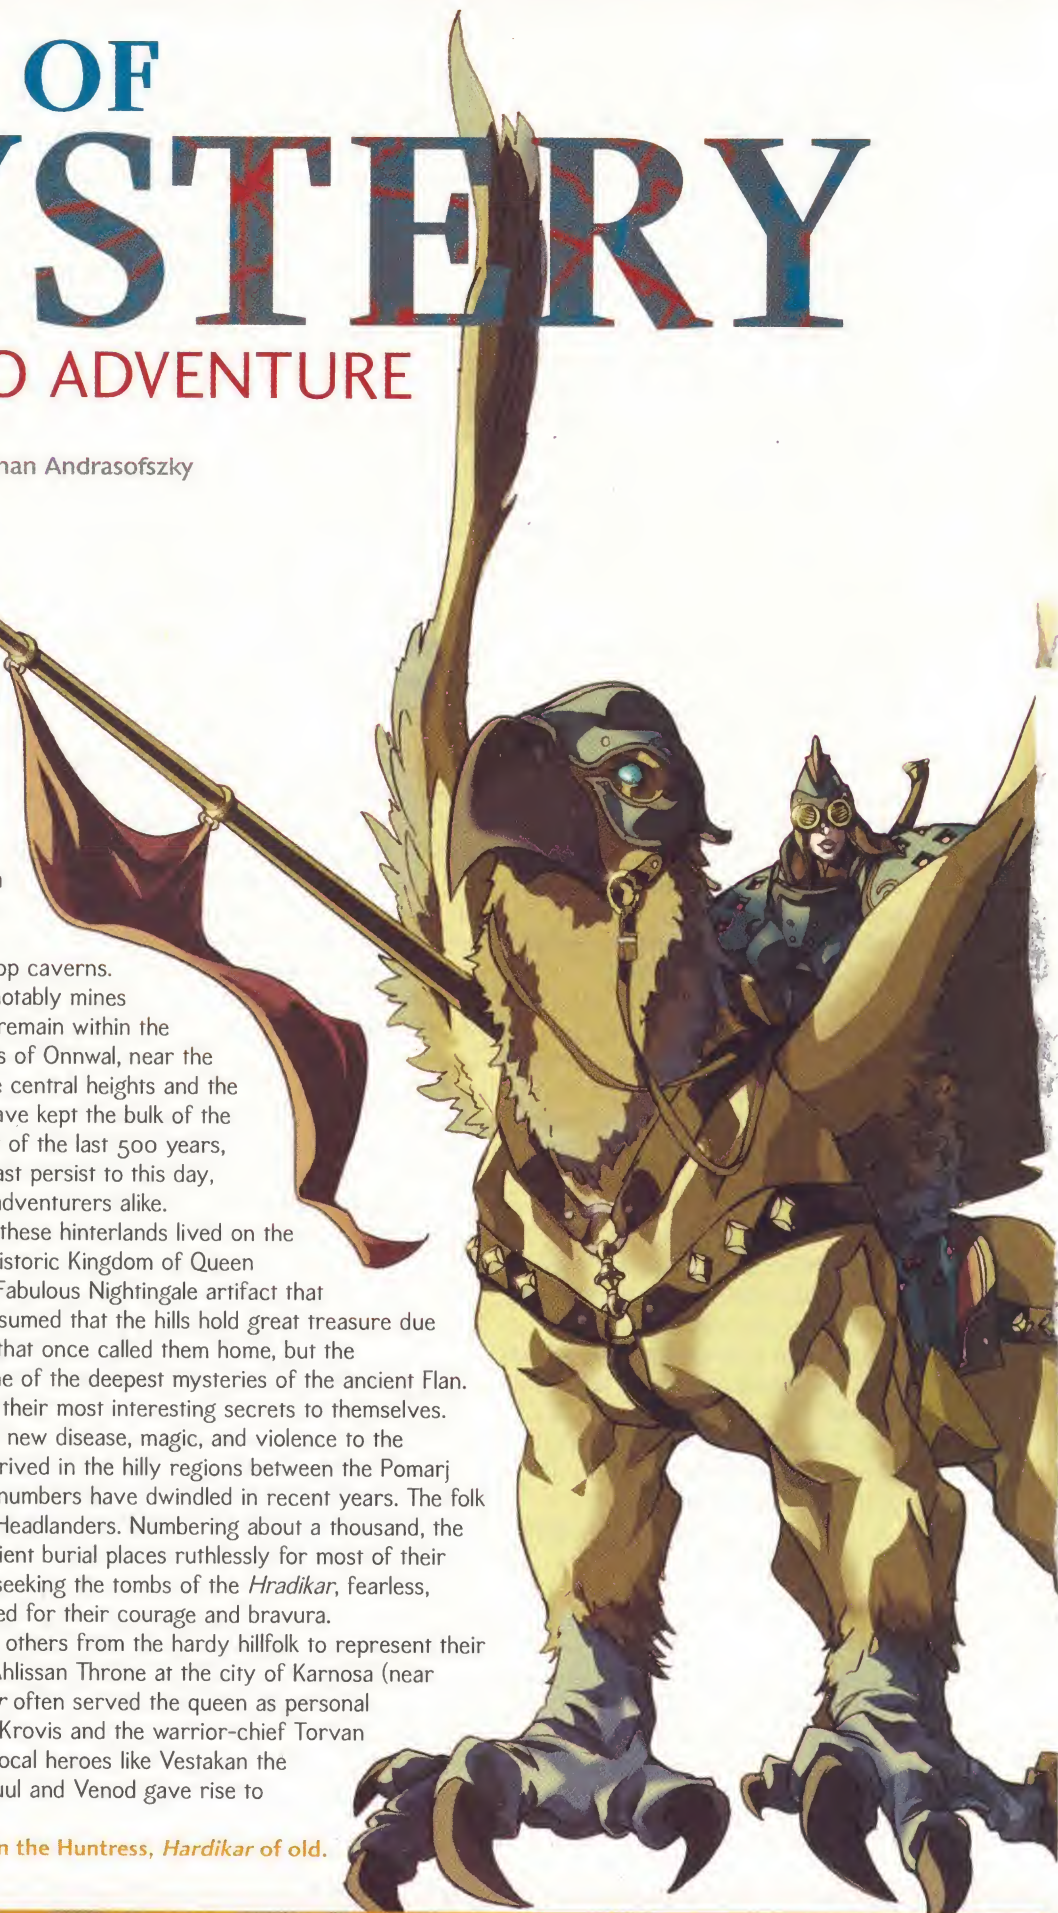 OF
YSTERY
O ADVENTURE
han Andrasofszky
op caverns.
otably mines
remain within the
s of Onnwal, near the
e central heights and the
ave kept the bulk of the
of the last 500 years,
ast persist to this day,
adventurers alike.
these hinterlands lived on the
istoric Kingdom of Queen
Fabulous Nightingale artifact that
sumed that the hills hold great treasure due
that once called them home, but the
ne of the deepest mysteries of the ancient Flan.
their most interesting secrets to themselves.
new disease, magic, and violence to the
rived in the hilly regions between the Pomarj
numbers have dwindled in recent years. The folk
Headlanders. Numbering about a thousand, the
ient burial places ruthlessly for most of their
seeking the tombs of the Hradikar, fearless,
ed for their courage and bravura.
others from the hardy hillfolk to represent their
hlissan Throne at the city of Karnosa (near
r often served the queen as personal
Krovis and the warrior-chief Torvan
ocal heroes like Vestakan the
uul and Venod gave rise to
n the Huntress, Hardikar of old.